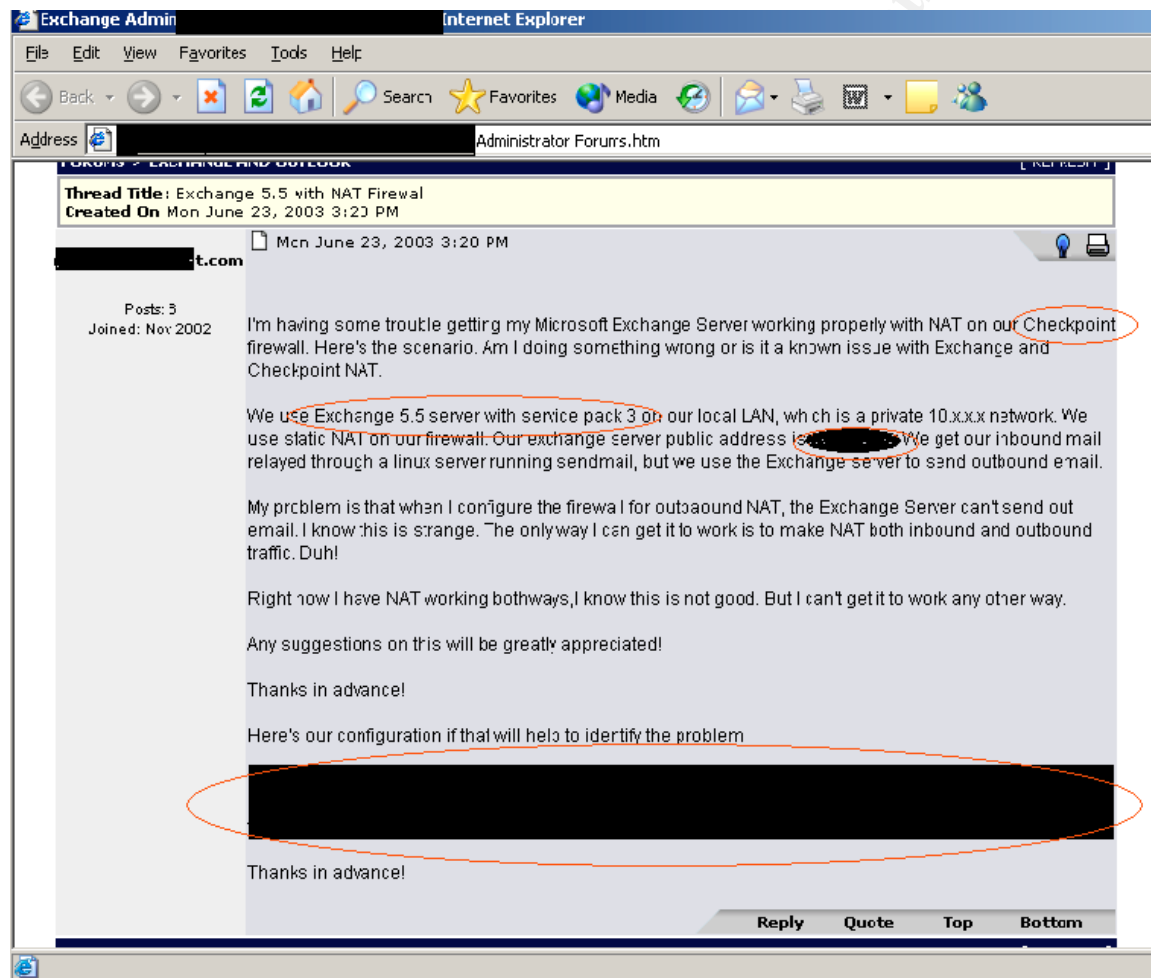 Exchange Admin Internet Explorer
File Edit View Favorites Tools Help
Back Search Favorites Media
Address Administrator Forums.htm
FORUMS > EXCHANGE AND OUTLOOK [ REFRESH ]
Thread Title: Exchange 5.5 with NAT Firewal
Created On Mon June 23, 2003 3:20 PM
Mon June 23, 2003 3:20 PM
t.com
Posts: 3
Joined: Nov 2002
I'm having some trouble getting my Microsoft Exchange Server working properly with NAT on our Checkpoint
firewall. Here's the scenario. Am I doing something wrong or is it a known issue with Exchange and
Checkpoint NAT.
We use Exchange 5.5 server with service pack 3 on our local LAN, which is a private 10.x.x.x network. We
use static NAT on our firewall. Our exchange server public address is We get our inbound mail
relayed through a linux server running sendmail, but we use the Exchange server to send outbound email.
My problem is that when I configure the firewall for outbaound NAT, the Exchange Server can't send out
email. I know this is strange. The only way I can get it to work is to make NAT both inbound and outbound
traffic. Duh!
Right now I have NAT working bothways,I know this is not good. But I can't get it to work any other way.
Any suggestions on this will be greatly appreciated!
Thanks in advance!
Here's our configuration if that will help to identify the problem
Thanks in advance!
Reply Quote Top Bottom